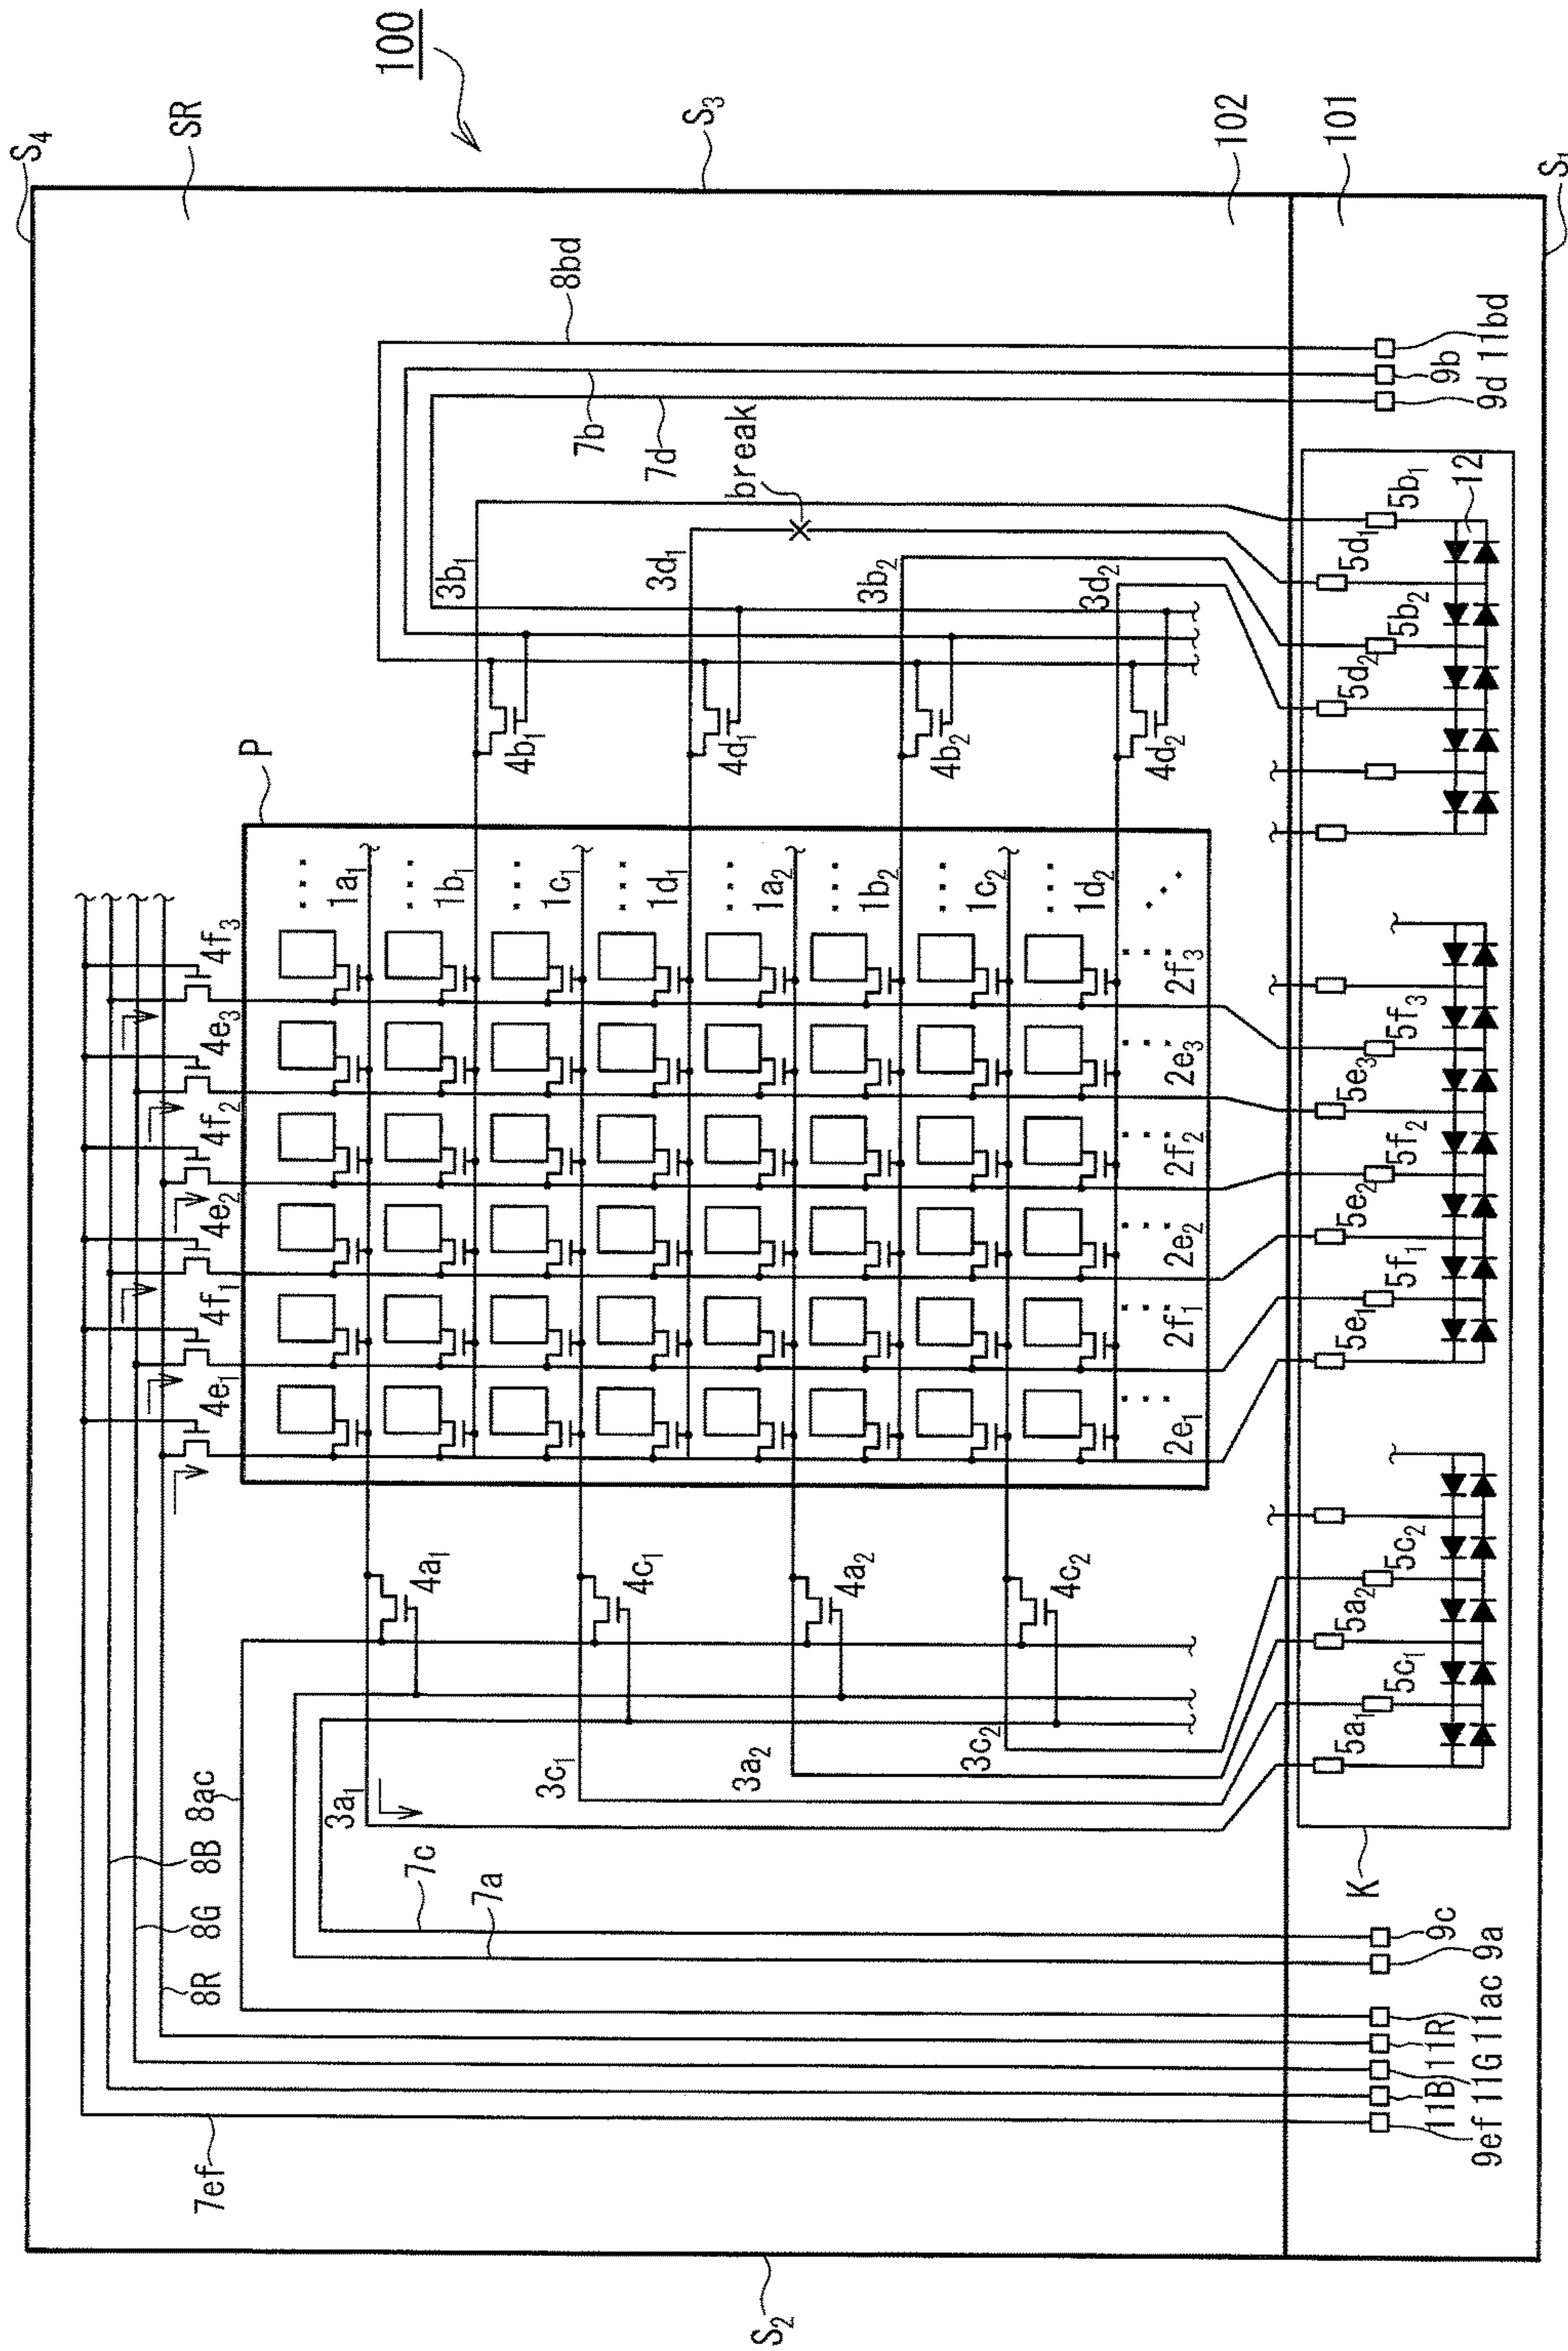 100
S4
SR
S3
102
101
S1
8bd
7b
7d
break
11bd
9b
9d
3b1
3d1
3b2
3d2
5b1
5d1
5b2
5d2
12
4b1
4d1
4b2
4d2
P
1a1
1b1
1c1
1d1
1a2
1b2
1c2
1d2
4f3
4e3
4f2
4e2
4f1
4e1
2f3
2e3
2f2
2e2
2f1
2e1
5f3
5e3
5f2
5e2
5f1
5e1
4a1
4c1
4a2
4c2
5c2
5a2
5c1
5a1
3a1
3c1
3a2
3c2
8ac
8B
8G
8R
7c
7a
K
9c
9a
11ac
11R
11G
11B
9ef
7ef
S2